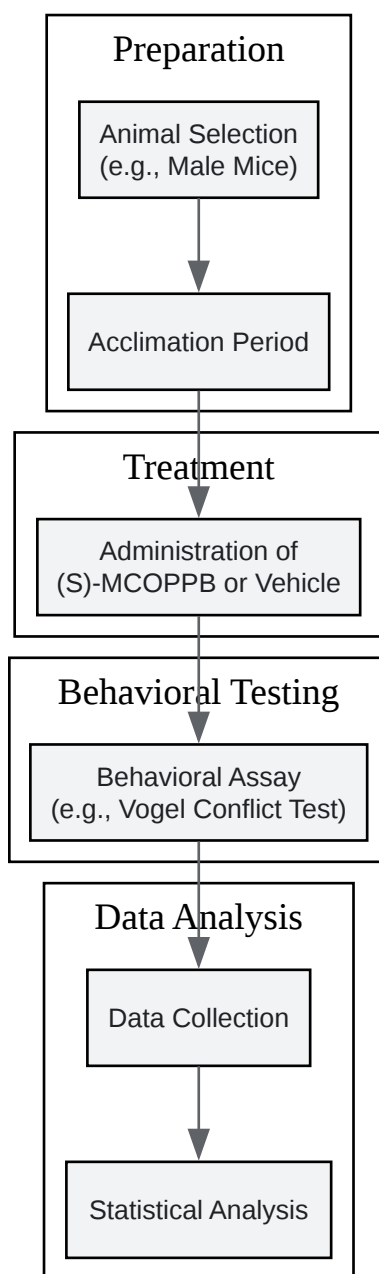 Preparation
Animal Selection
(e.g., Male Mice)
Acclimation Period
Treatment
Administration of
(S)-MCOPPB or Vehicle
Behavioral Testing
Behavioral Assay
(e.g., Vogel Conflict Test)
Data Analysis
Data Collection
Statistical Analysis